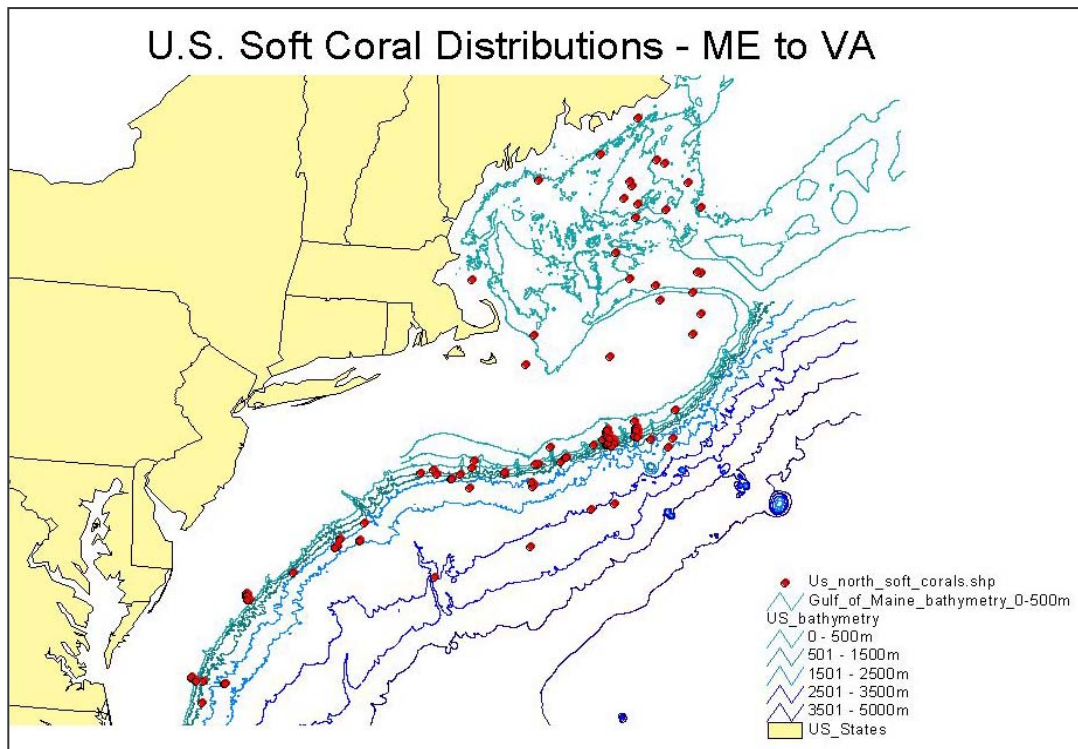 U.S. Soft Coral Distributions - ME to VA
Us_north_soft_corals.shp
Gulf_of_Maine_bathymetry_0-500m
US_bathymetry
0 - 500m
501 - 1500m
1501 - 2500m
2501 - 3500m
3501 - 5000m
US_States